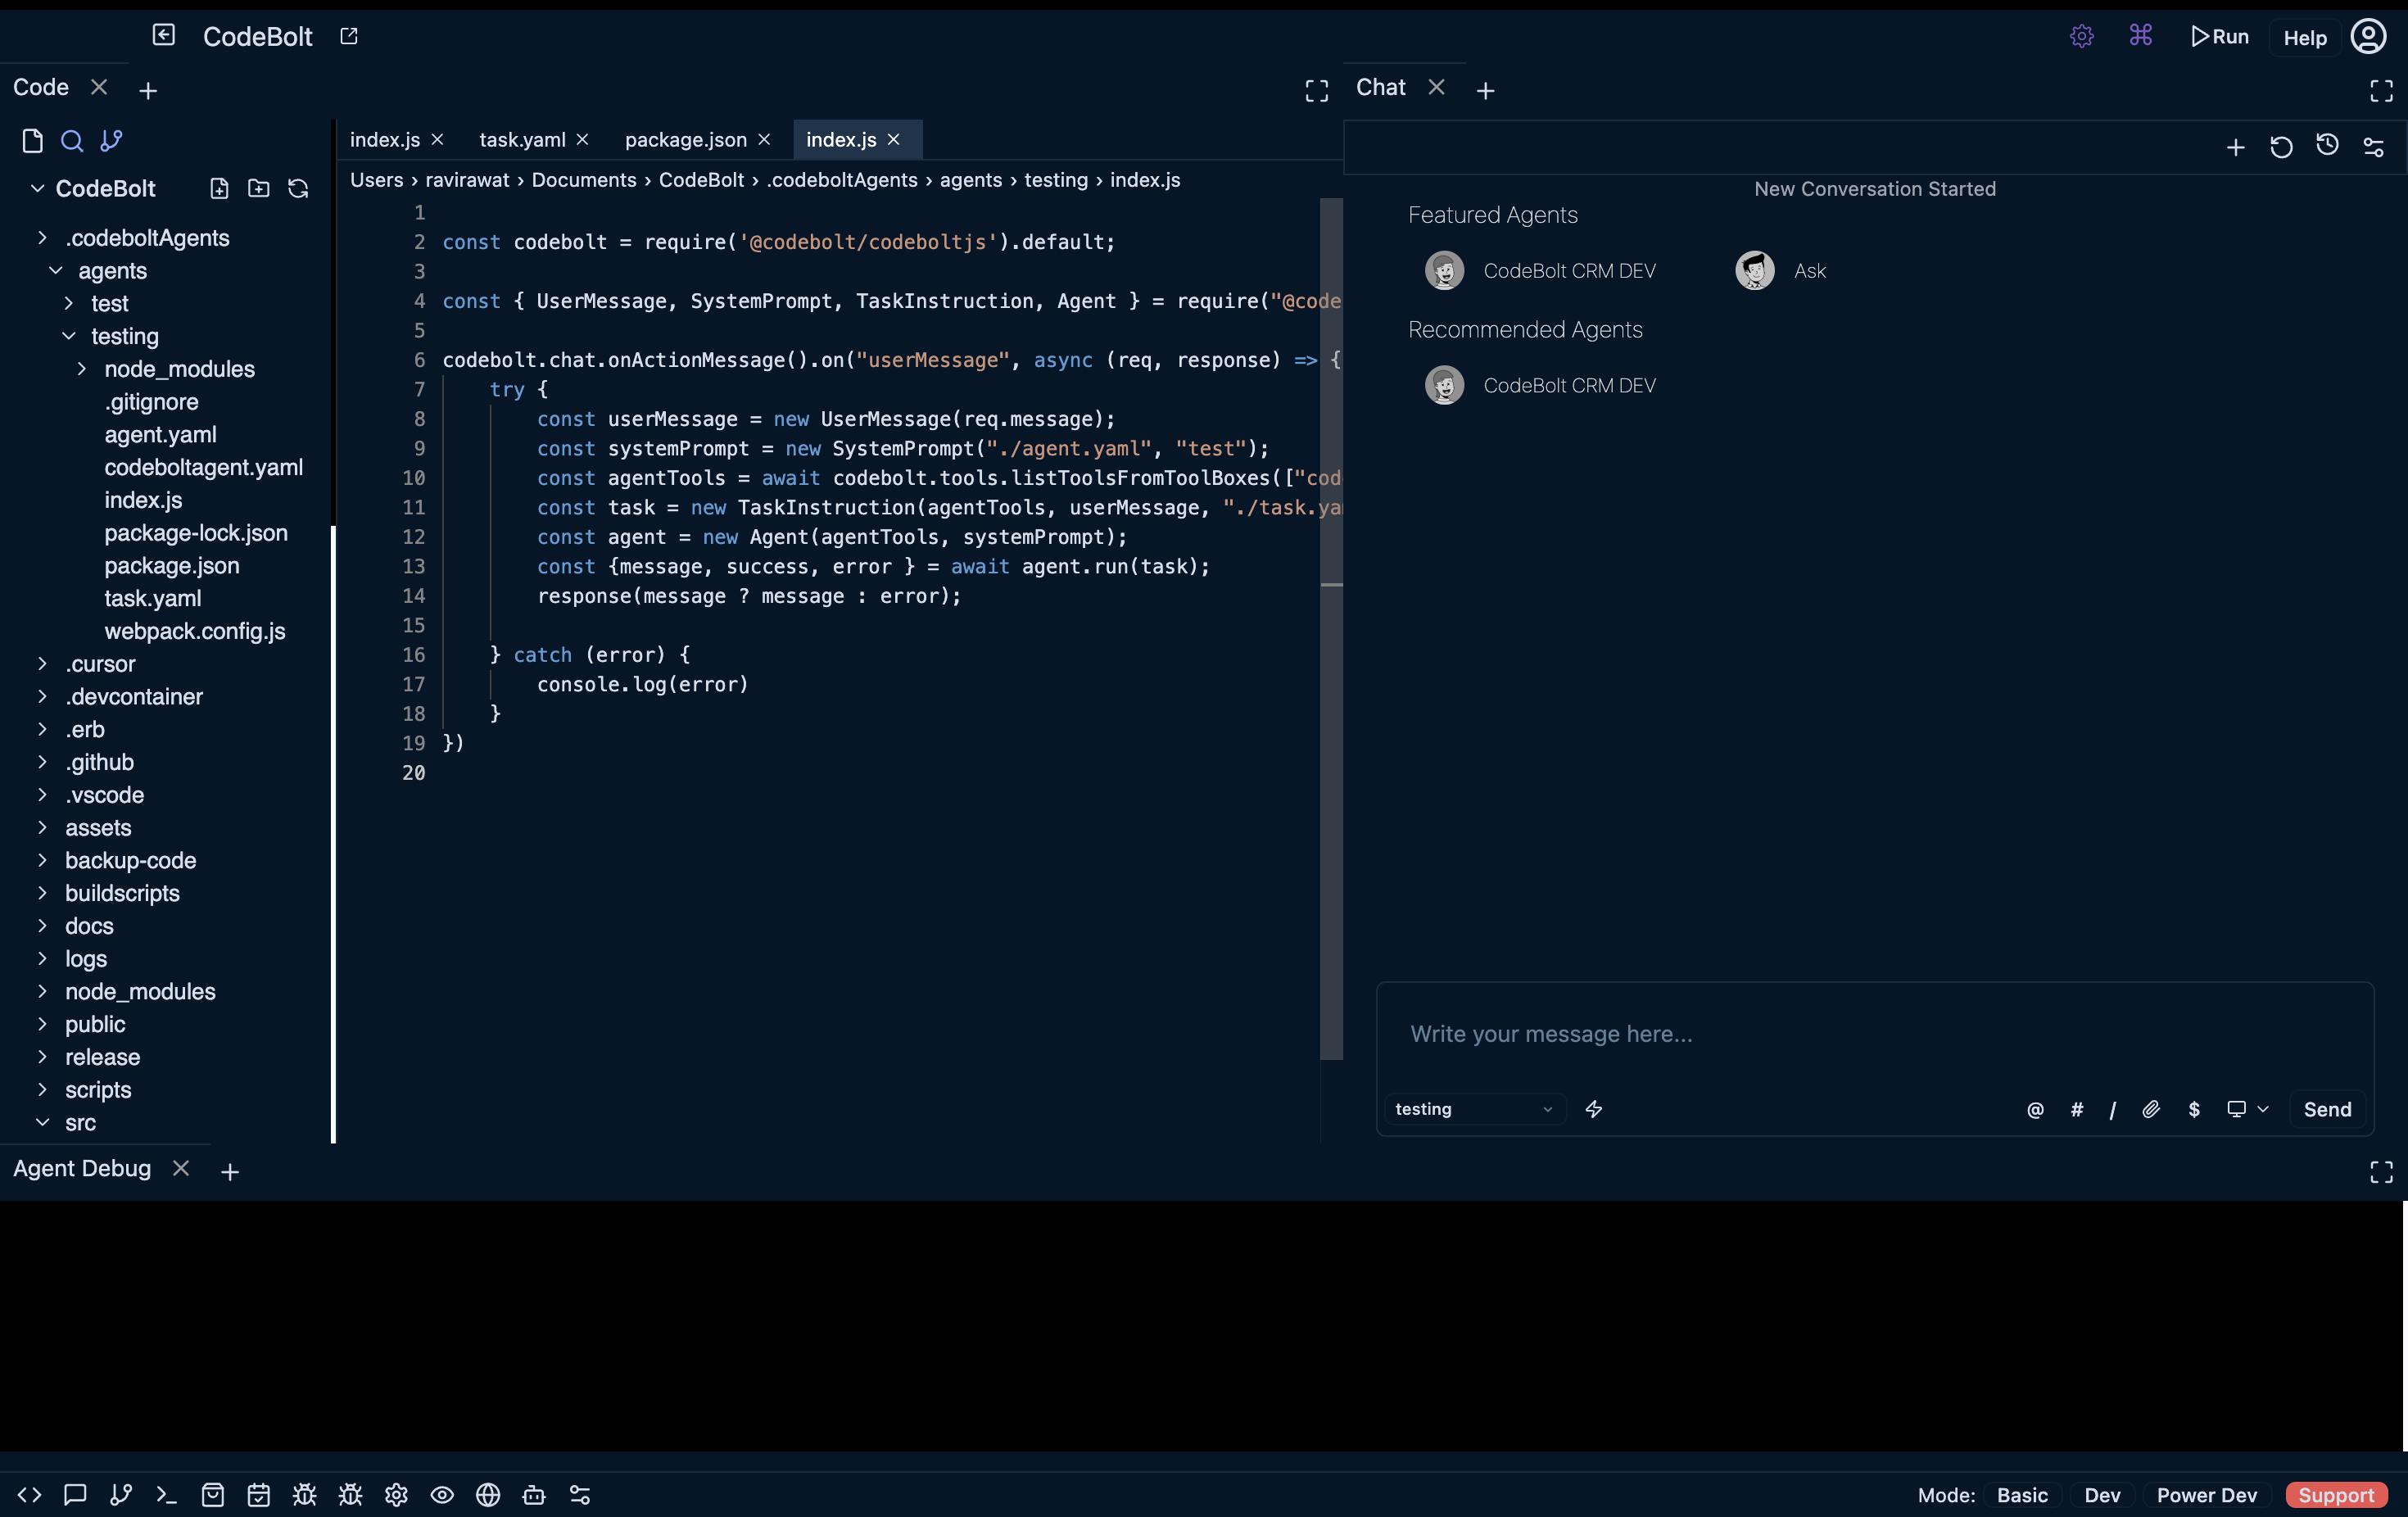 CodeBolt
Run
Help
Code
Chat
index.js
task.yaml
package.json
index.js
CodeBolt
Users › ravirawat › Documents › CodeBolt › .codeboltAgents › agents › testing › index.js
.codeboltAgents
agents
test
testing
node_modules
.gitignore
agent.yaml
codeboltagent.yaml
index.js
package-lock.json
package.json
task.yaml
webpack.config.js
.cursor
.devcontainer
.erb
.github
.vscode
assets
backup-code
buildscripts
docs
logs
node_modules
public
release
scripts
src
1
2 const codebolt = require('@codebolt/codeboltjs').default;
3
4 const { UserMessage, SystemPrompt, TaskInstruction, Agent } = require("@code
5
6 codebolt.chat.onActionMessage().on("userMessage", async (req, response) => {
7 try {
8 const userMessage = new UserMessage(req.message);
9 const systemPrompt = new SystemPrompt("./agent.yaml", "test");
10 const agentTools = await codebolt.tools.listToolsFromToolBoxes(["cod
11 const task = new TaskInstruction(agentTools, userMessage, "./task.ya
12 const agent = new Agent(agentTools, systemPrompt);
13 const {message, success, error } = await agent.run(task);
14 response(message ? message : error);
15
16 } catch (error) {
17 console.log(error)
18 }
19 })
20
New Conversation Started
Featured Agents
CodeBolt CRM DEV
Ask
Recommended Agents
CodeBolt CRM DEV
Write your message here...
testing
@ # / $
Send
Agent Debug
Mode: Basic Dev Power Dev Support